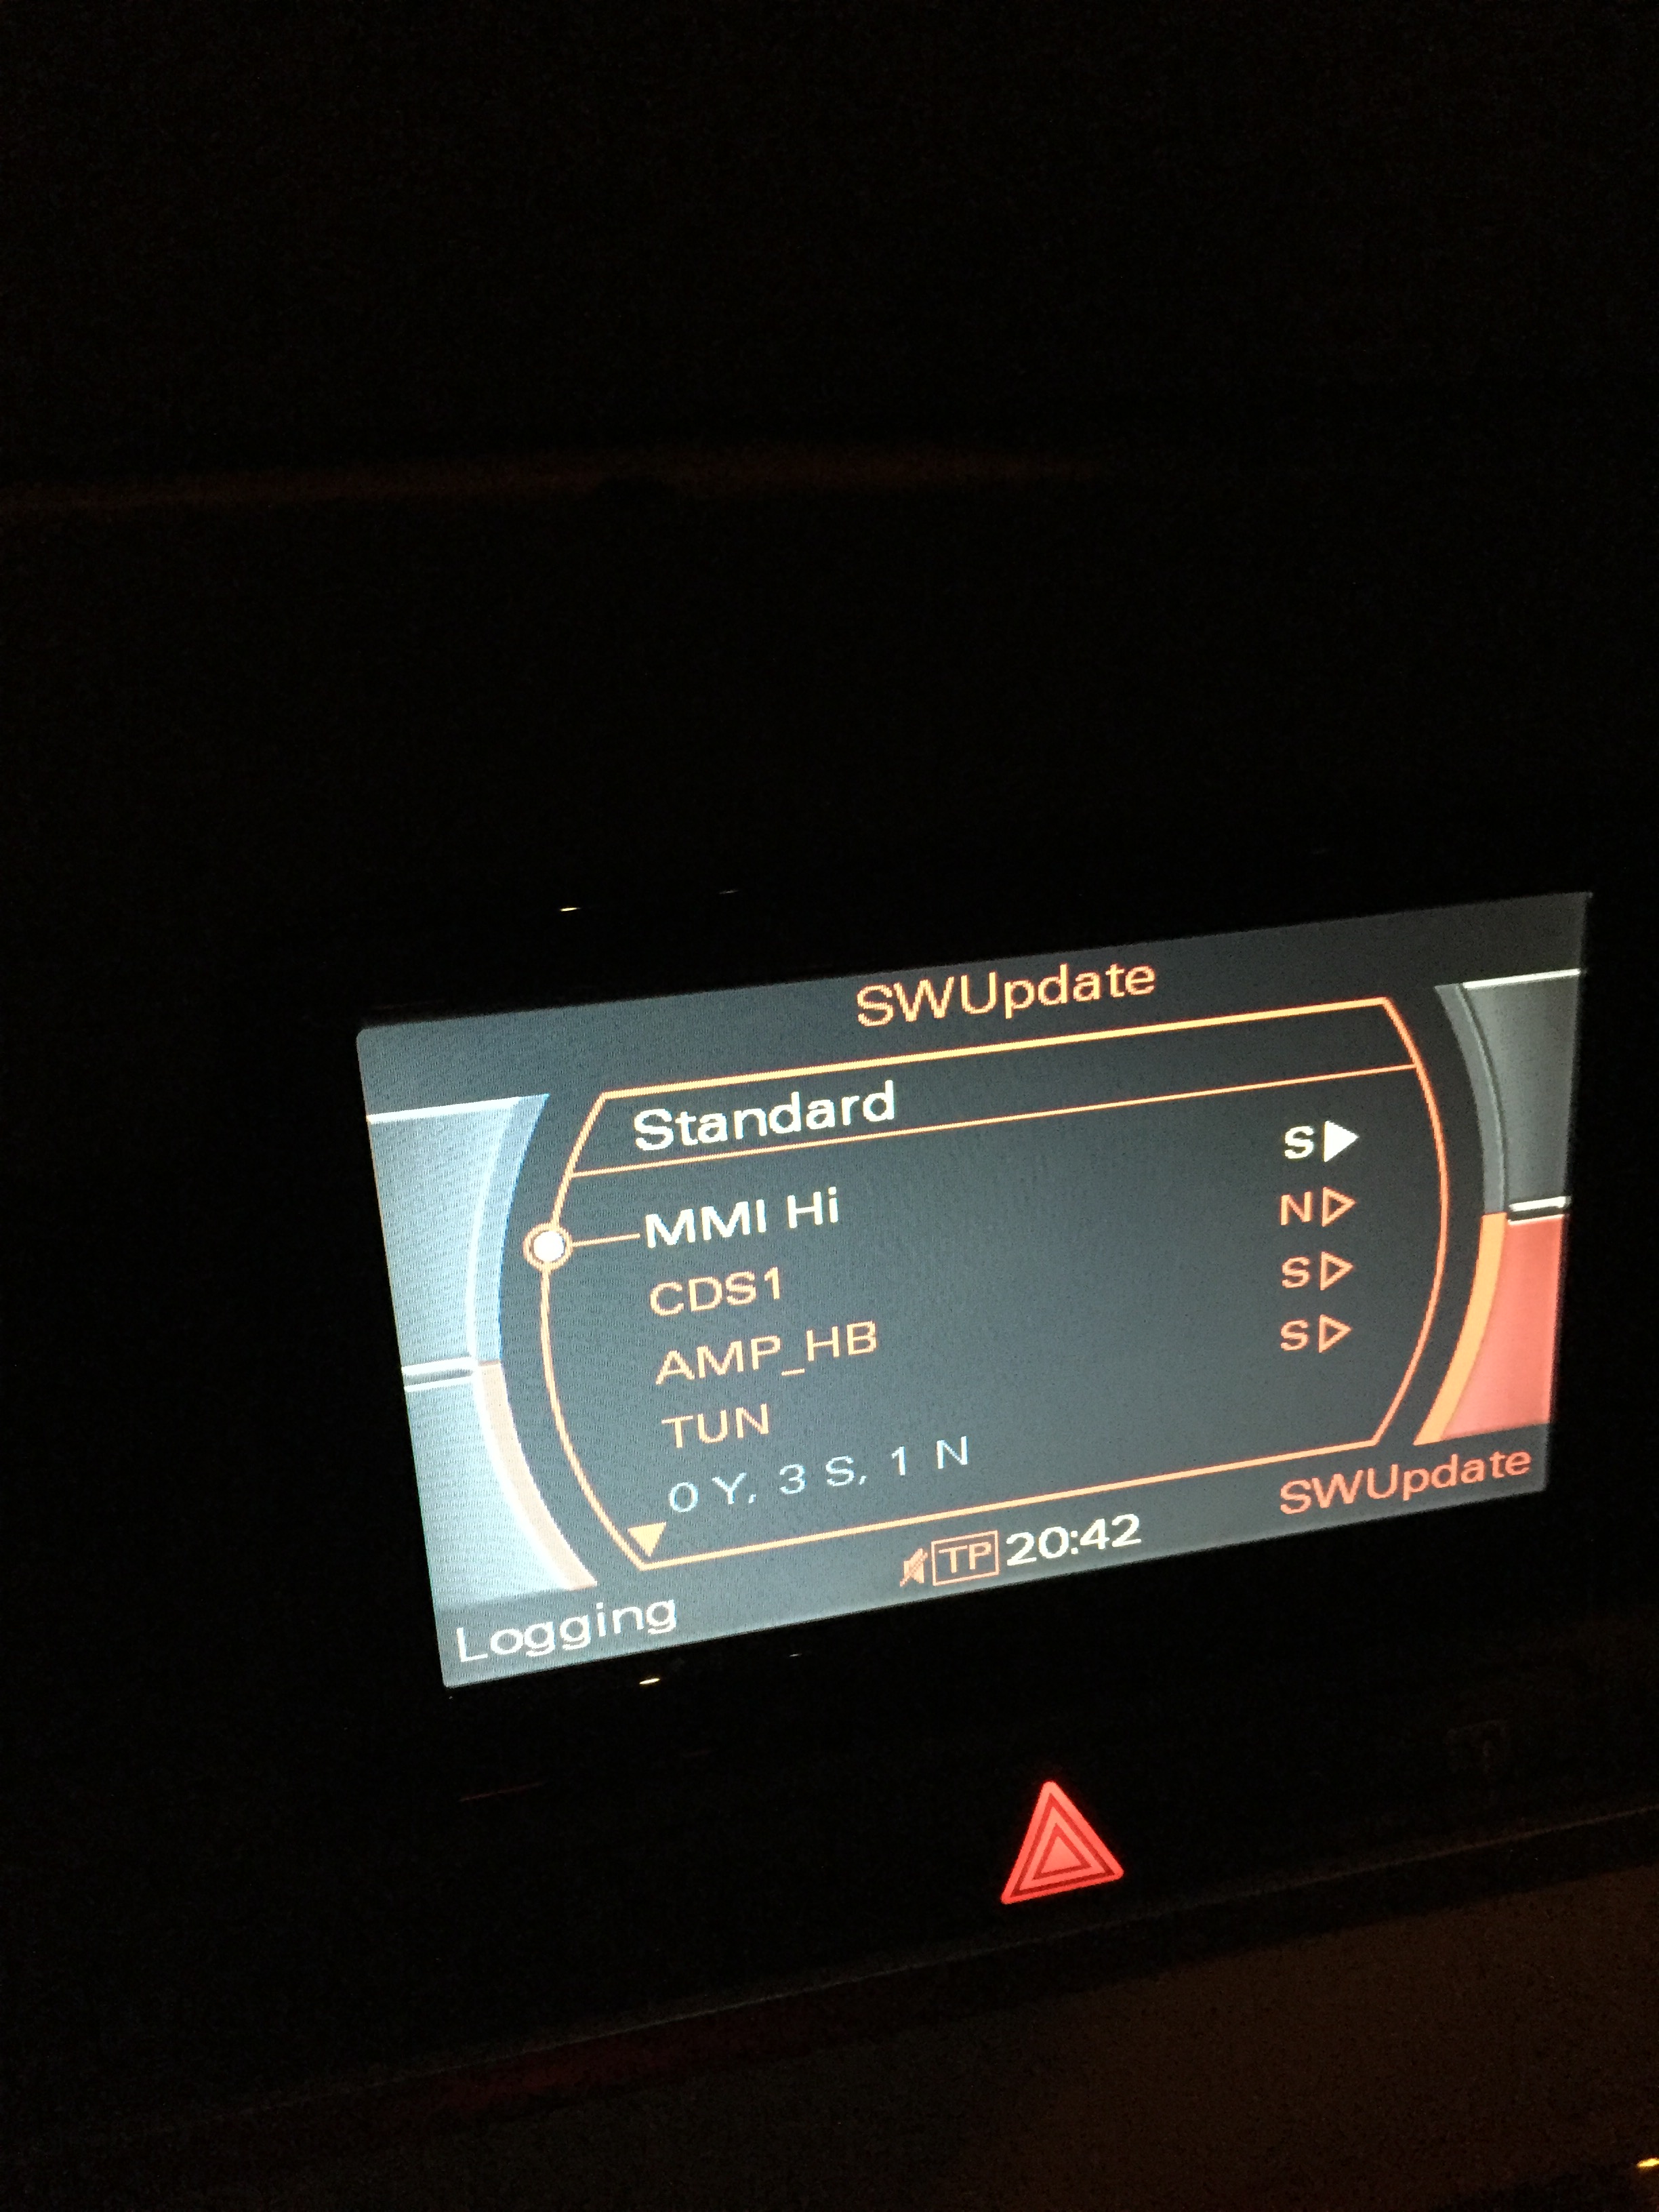 SWUpdate
Standard
MMI Hi S
CDS1 N
AMP_HB S
TUN S
0 Y, 3 S, 1 N
SWUpdate
TP 20:42
Logging